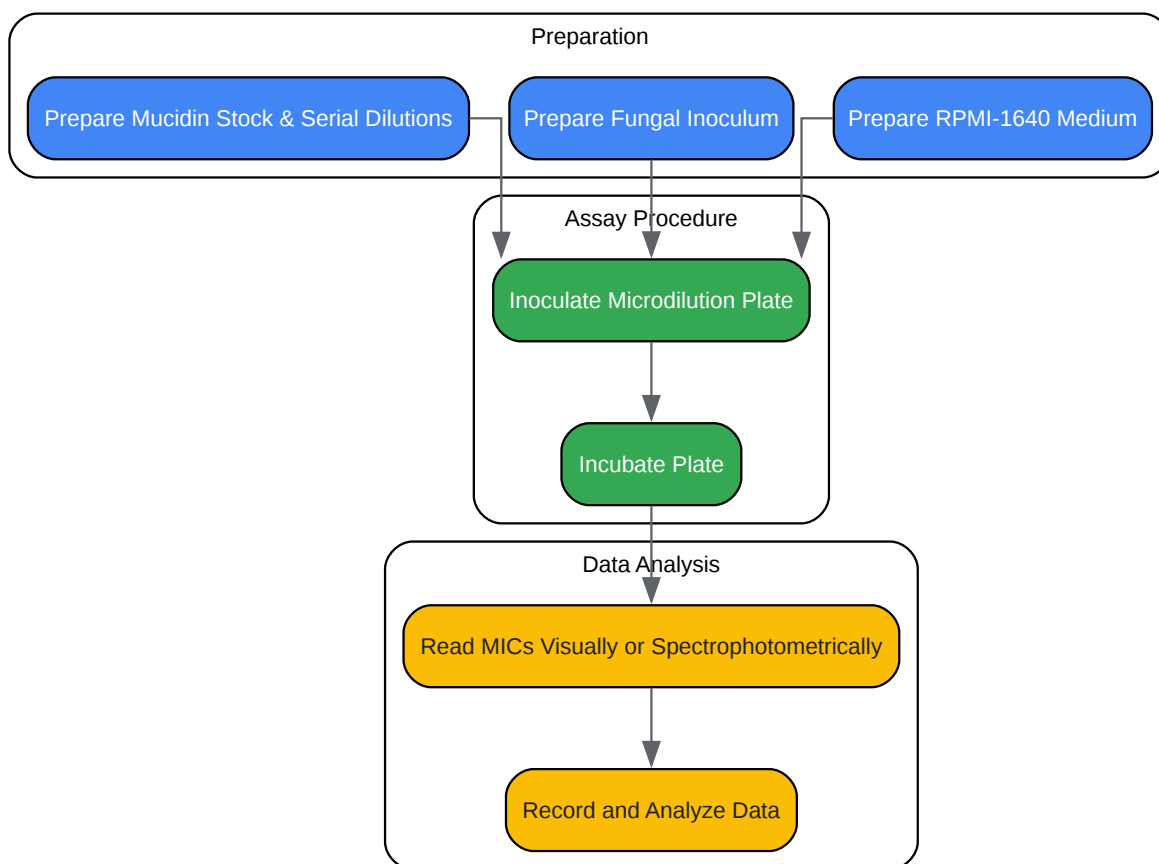 Preparation
Prepare Mucidin Stock & Serial Dilutions
Prepare Fungal Inoculum
Prepare RPMI-1640 Medium
Assay Procedure
Inoculate Microdilution Plate
Incubate Plate
Data Analysis
Read MICs Visually or Spectrophotometrically
Record and Analyze Data